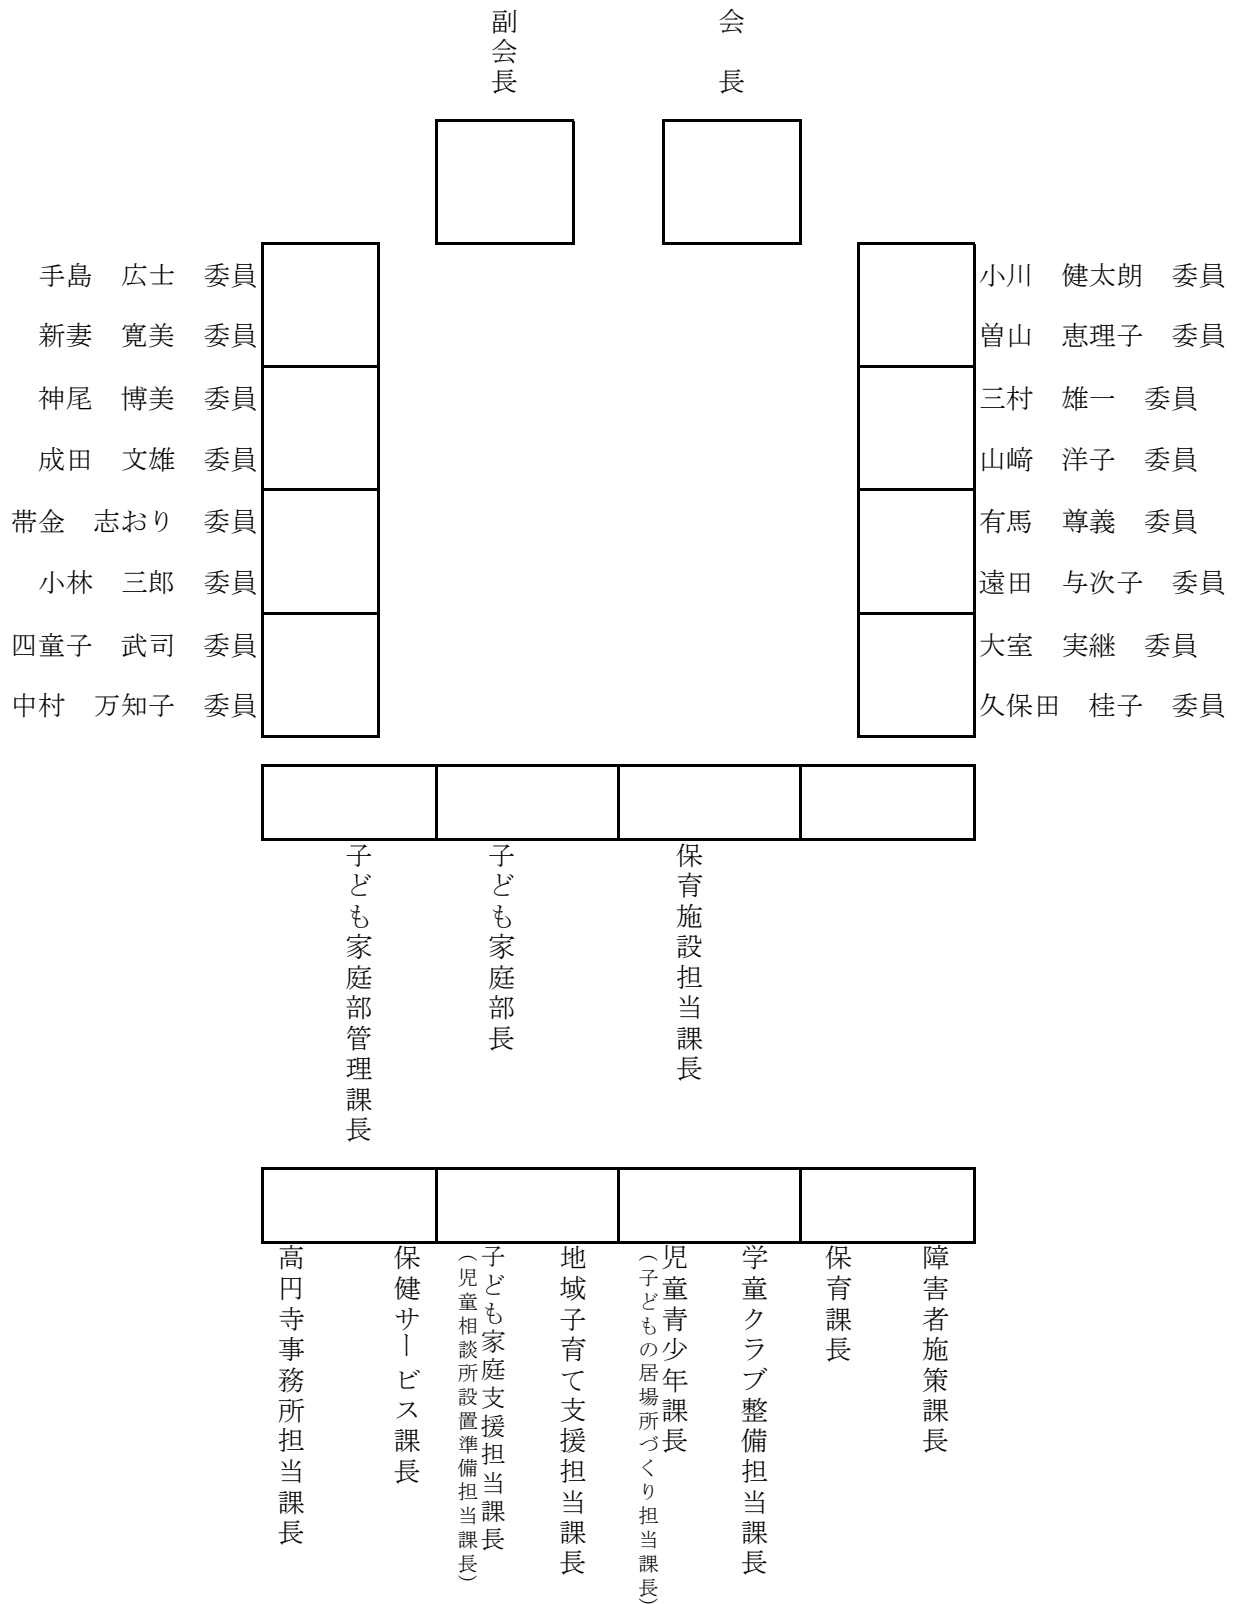 副会長
会　長
手島　広士　委員
新妻　寛美　委員
神尾　博美　委員
成田　文雄　委員
帯金　志おり　委員
小林　三郎　委員
四童子　武司　委員
中村　万知子　委員
小川　健太朗　委員
曽山　恵理子　委員
三村　雄一　委員
山﨑　洋子　委員
有馬　尊義　委員
遠田　与次子　委員
大室　実継　委員
久保田　桂子　委員
子ども家庭部管理課長
子ども家庭部長
保育施設担当課長
高円寺事務所担当課長
保健サービス課長
子ども家庭支援担当課長
（児童相談所設置準備担当課長）
地域子育て支援担当課長
児童青少年課長
（子どもの居場所づくり担当課長）
学童クラブ整備担当課長
保育課長
障害者施策課長